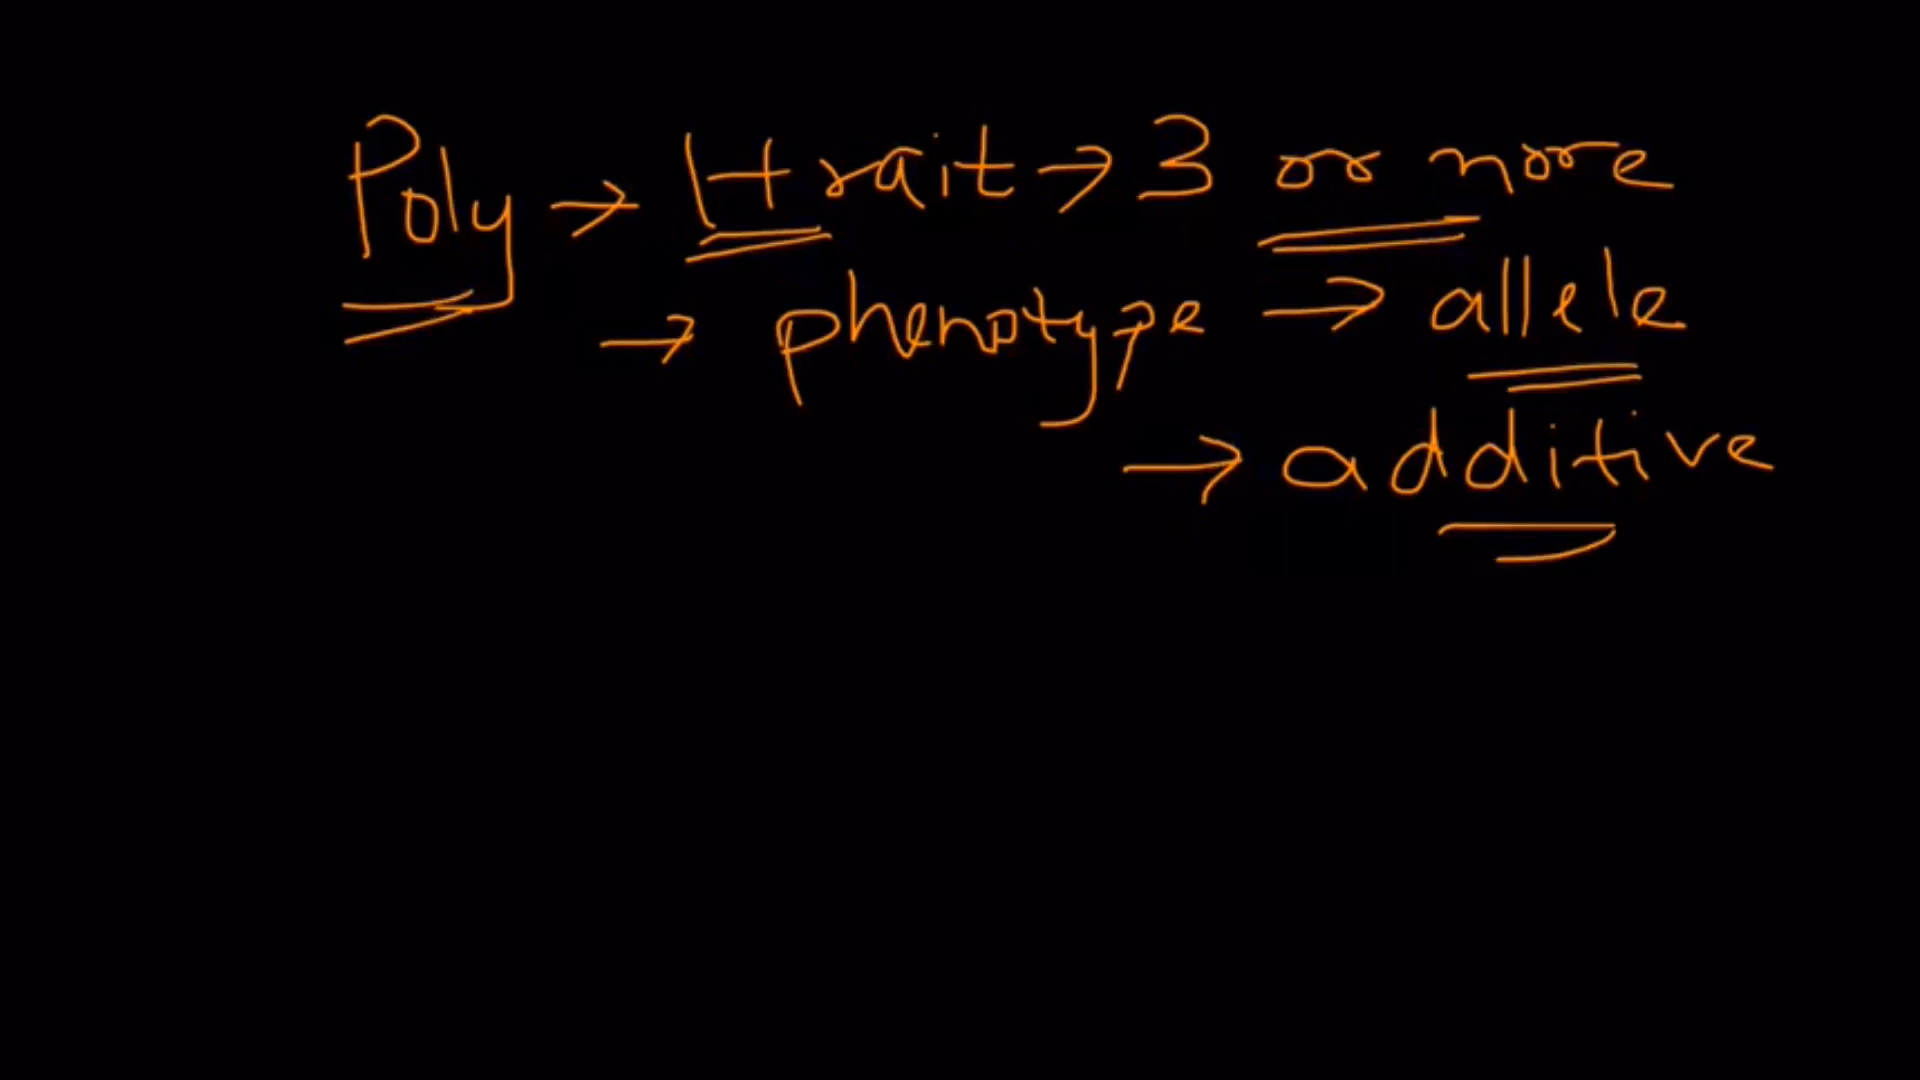 Poly → 1 trait → 3 or more
→ phenotype → allele
→ additive